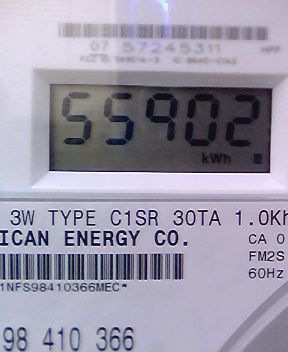 07 57245311
55902
kWh
3W TYPE C1SR 30TA 1.0Kh
ICAN ENERGY CO.
CA 0
FM2S
60Hz
1NFS98410366MEC*
98 410 366